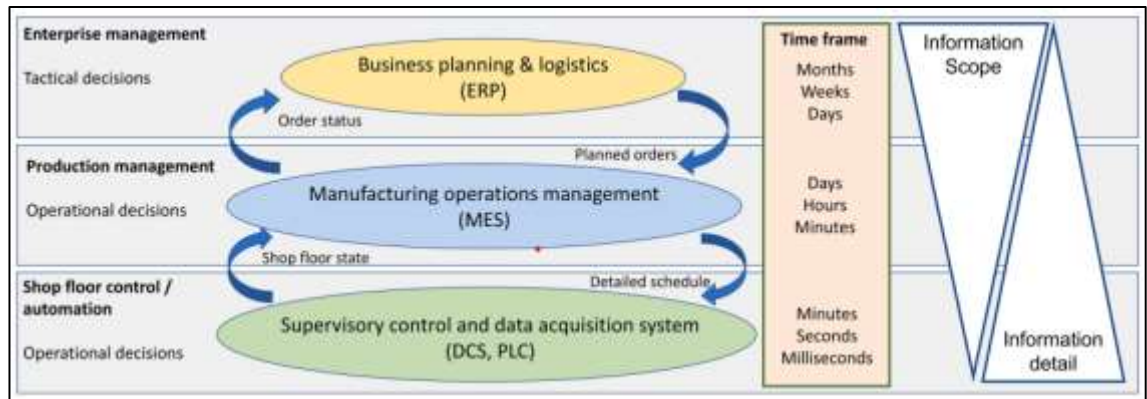 Enterprise management
Tactical decisions
Business planning & logistics
(ERP)
Order status
Planned orders
Production management
Operational decisions
Manufacturing operations management
(MES)
Shop floor state
Detailed schedule
Shop floor control /
automation
Operational decisions
Supervisory control and data acquisition system
(DCS, PLC)
Time frame
Months
Weeks
Days
Days
Hours
Minutes
Minutes
Seconds
Milliseconds
Information
Scope
Information
detail